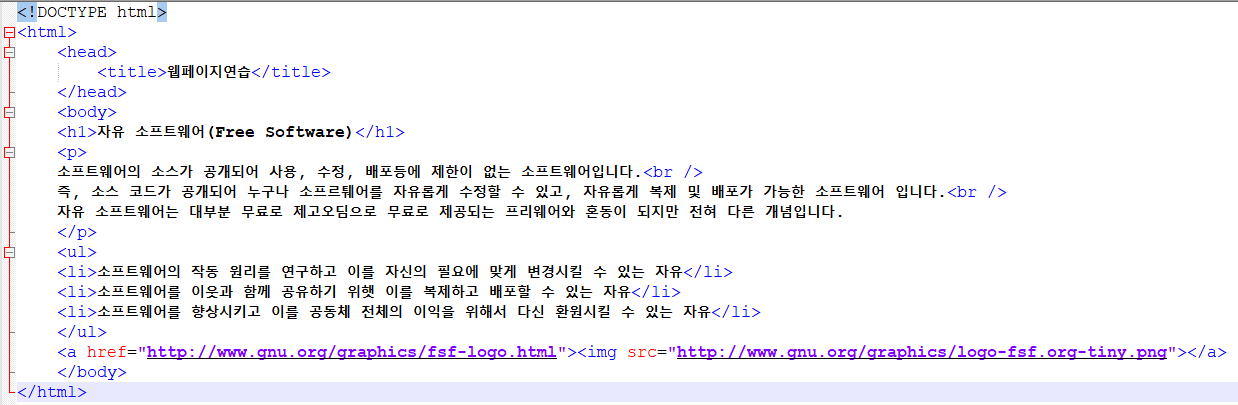 <!DOCTYPE html>
<html>
<head>
<title>웹페이지연습</title>
</head>
<body>
<h1>자유 소프트웨어(Free Software)</h1>
<p>
소프트웨어의 소스가 공개되어 사용, 수정, 배포등에 제한이 없는 소프트웨어입니다.<br />
즉, 소스 코드가 공개되어 누구나 소프르퉤어를 자유롭게 수정할 수 있고, 자유롭게 복제 및 배포가 가능한 소프트웨어 입니다.<br />
자유 소프트웨어는 대부분 무료로 제고오딤으로 무료로 제공되는 프리웨어와 혼동이 되지만 전혀 다른 개념입니다.
</p>
<ul>
<li>소프트웨어의 작동 원리를 연구하고 이를 자신의 필요에 맞게 변경시킬 수 있는 자유</li>
<li>소프트웨어를 이웃과 함께 공유하기 위햇 이를 복제하고 배포할 수 있는 자유</li>
<li>소프트웨어를 향상시키고 이를 공동체 전체의 이익을 위해서 다신 환원시킬 수 있는 자유</li>
</ul>
<a href="http://www.gnu.org/graphics/fsf-logo.html"><img src="http://www.gnu.org/graphics/logo-fsf.org-tiny.png"></a>
</body>
</html>